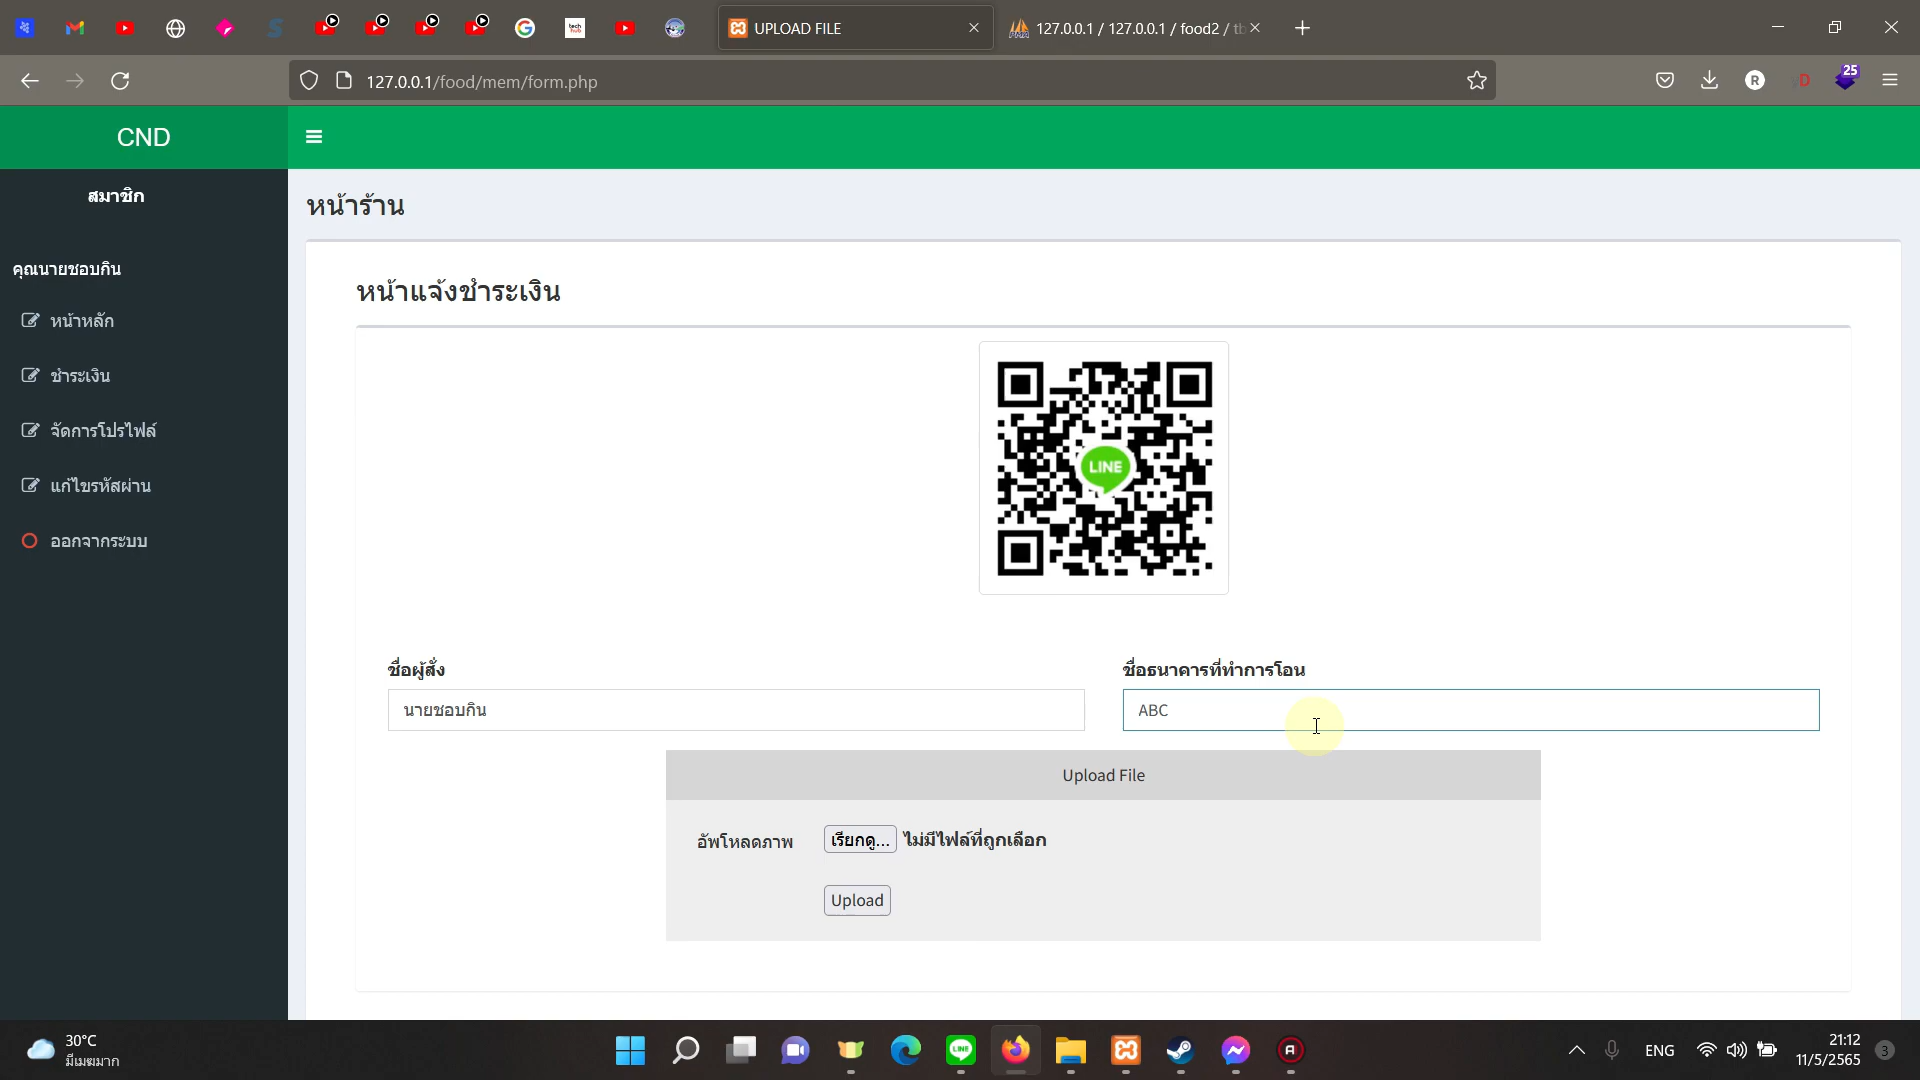 UPLOAD FILE
127.0.0.1 / 127.0.0.1 / food2 / tb
127.0.0.1/food/mem/form.php
25
CND
สมาชิก
คุณนายชอบกิน
หน้าหลัก
ชำระเงิน
จัดการโปรไฟล์
แก้ไขรหัสผ่าน
ออกจากระบบ
หน้าร้าน
หน้าแจ้งชำระเงิน
LINE
ชื่อผู้สั่ง
นายชอบกิน
ชื่อธนาคารที่ทำการโอน
ABC
Upload File
อัพโหลดภาพ
เรียกดู... ไม่มีไฟล์ที่ถูกเลือก
Upload
30°C
มีเมฆมาก
ENG
21:12
11/5/2565
3